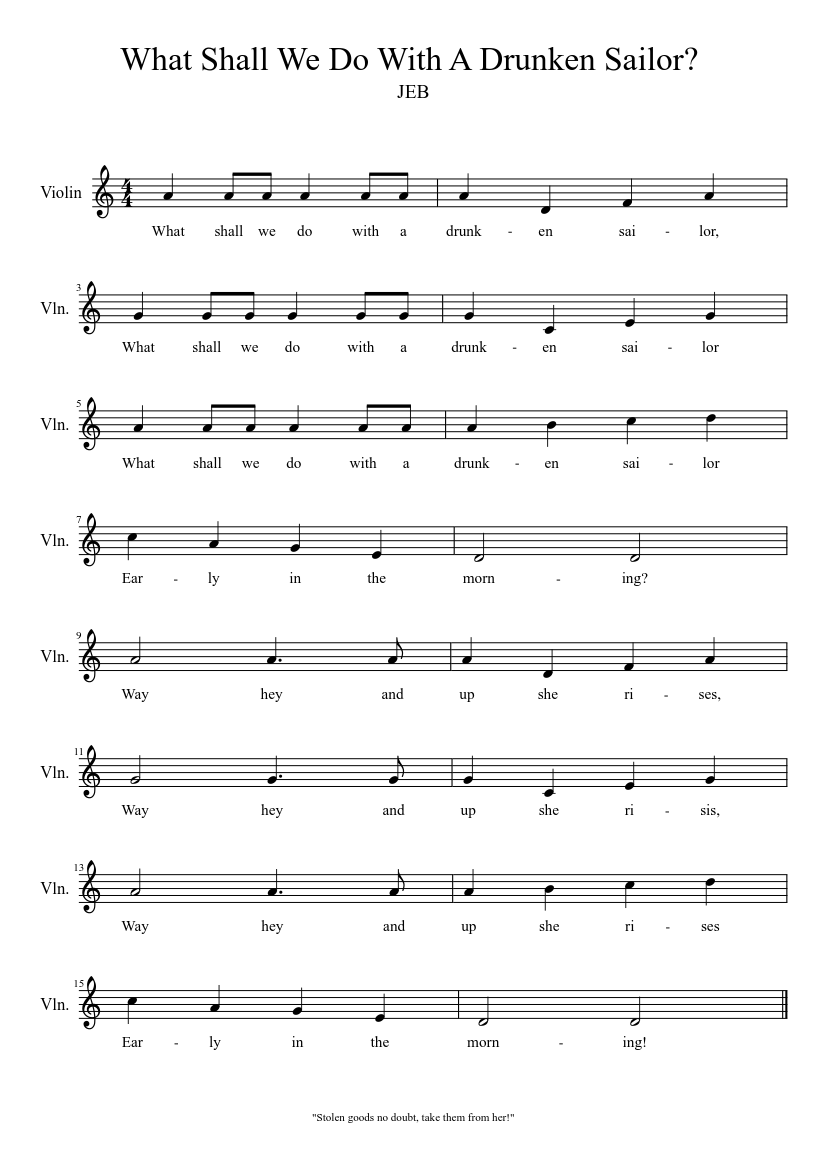 What Shall We Do With A Drunken Sailor?
JEB
Violin
4
4
What shall we do with a drunk - en sai - lor,
3
Vln.
What shall we do with a drunk - en sai - lor
5
Vln.
What shall we do with a drunk - en sai - lor
7
Vln.
Ear - ly in the morn - ing?
9
Vln.
Way hey and up she ri - ses,
11
Vln.
Way hey and up she ri - sis,
13
Vln.
Way hey and up she ri - ses
15
Vln.
Ear - ly in the morn - ing!
"Stolen goods no doubt, take them from her!"